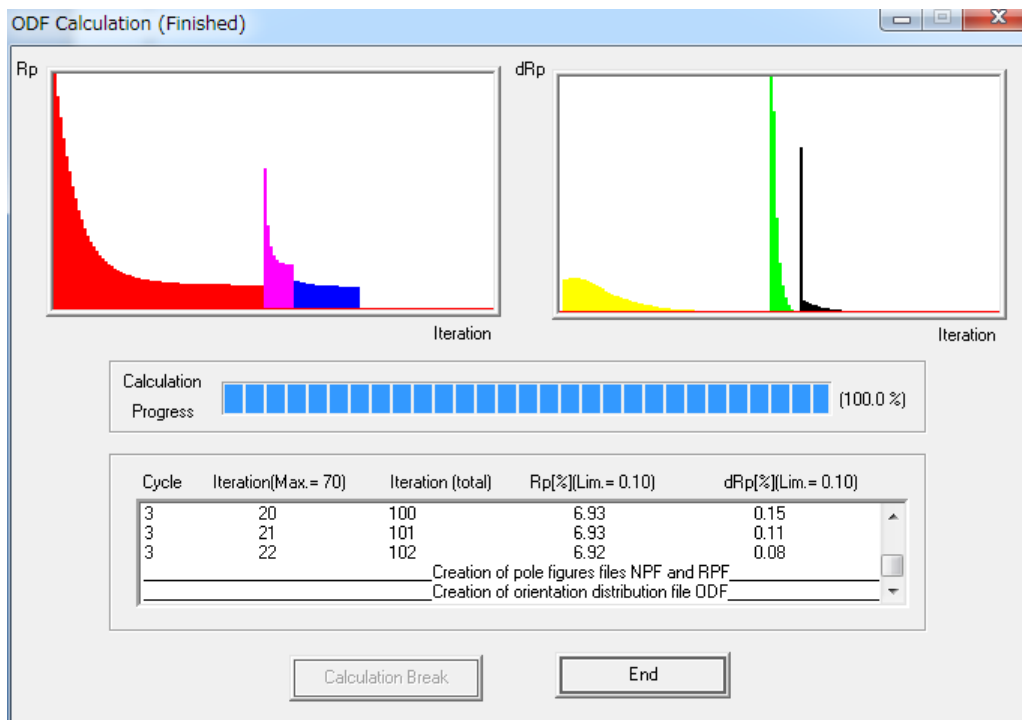 ODF Calculation (Finished)
Rp
dRp
Iteration
Iteration
Calculation
Progress
(100.0 %)
Cycle Iteration(Max.= 70) Iteration (total) Rp[%](Lim.= 0.10) dRp[%](Lim.= 0.10)
3 20 100 6.93 0.15
3 21 101 6.93 0.11
3 22 102 6.92 0.08
Creation of pole figures files NPF and RPF
Creation of orientation distribution file ODF
Calculation Break
End